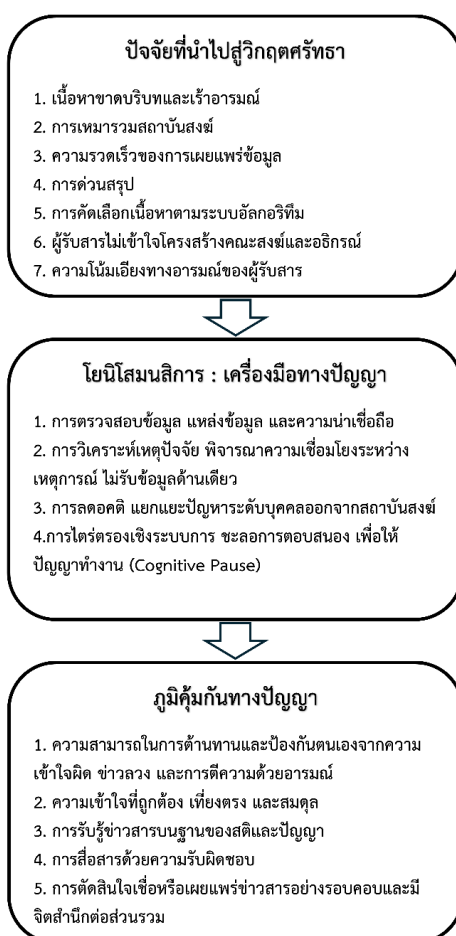 ปัจจัยที่นำไปสู่วิกฤตศรัทธา
1. เนื้อหาขาดบริบทและเร้าอารมณ์
2. การเหมารวมสถาบันสงฆ์
3. ความรวดเร็วของการเผยแพร่ข้อมูล
4. การด่วนสรุป
5. การคัดเลือกเนื้อหาตามระบบอัลกอริทึม
6. ผู้รับสารไม่เข้าใจโครงสร้างคณะสงฆ์และอธิกรณ์
7. ความโน้มเอียงทางอารมณ์ของผู้รับสาร
โยนิโสมนสิการ : เครื่องมือทางปัญญา
1. การตรวจสอบข้อมูล แหล่งข้อมูล และความน่าเชื่อถือ
2. การวิเคราะห์เหตุปัจจัย พิจารณาความเชื่อมโยงระหว่าง
เหตุการณ์ ไม่รับข้อมูลด้านเดียว
3. การลดอคติ แยกแยะปัญหาระดับบุคคลออกจากสถาบันสงฆ์
4.การไตร่ตรองเชิงระบบการ ชะลอการตอบสนอง เพื่อให้
ปัญญาทำงาน (Cognitive Pause)
ภูมิคุ้มกันทางปัญญา
1. ความสามารถในการต้านทานและป้องกันตนเองจากความ
เข้าใจผิด ข่าวลวง และการตีความด้วยอารมณ์
2. ความเข้าใจที่ถูกต้อง เที่ยงตรง และสมดุล
3. การรับรู้ข่าวสารบนฐานของสติและปัญญา
4. การสื่อสารด้วยความรับผิดชอบ
5. การตัดสินใจเชื่อหรือเผยแพร่ข่าวสารอย่างรอบคอบและมี
จิตสำนึกต่อส่วนรวม